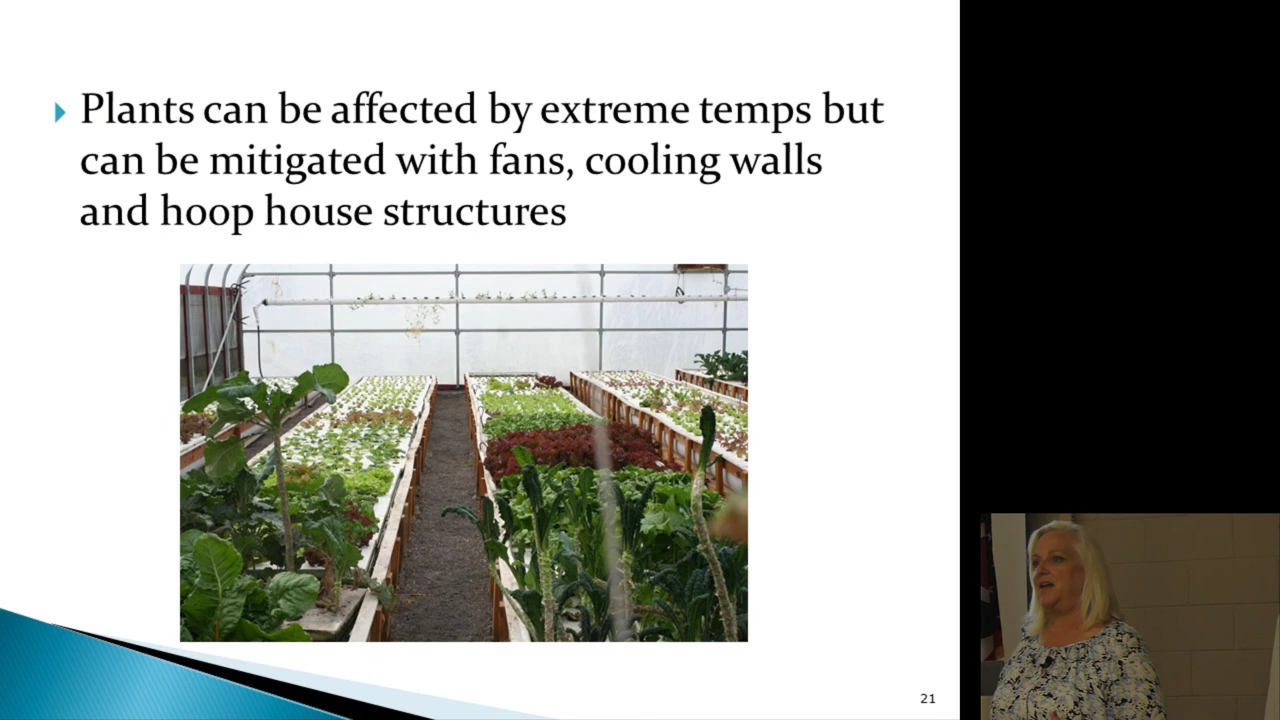 Plants can be affected by extreme temps but
can be mitigated with fans, cooling walls
and hoop house structures
21